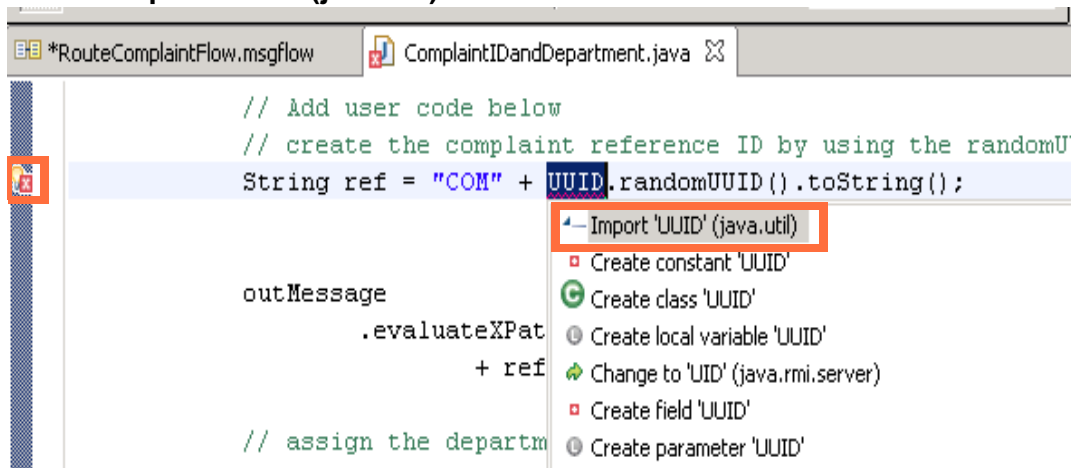 *RouteComplaintFlow.msgflow ComplaintIDandDepartment.java
// Add user code below
// create the complaint reference ID by using the randomU
String ref = "COM" + UUID.randomUUID().toString();
Import 'UUID' (java.util)
Create constant 'UUID'
outMessage Create class 'UUID'
.evaluateXPat Create local variable 'UUID'
+ ref Change to 'UID' (java.rmi.server)
Create field 'UUID'
// assign the departm Create parameter 'UUID'